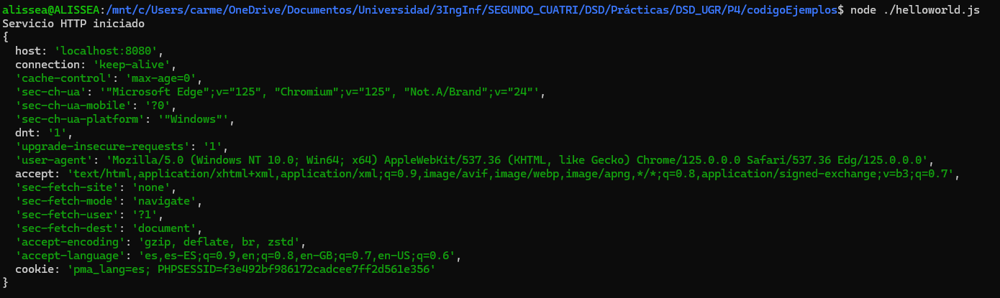 alissea@ALISSEA:/mnt/c/Users/carme/OneDrive/Documentos/Universidad/3IngInf/SEGUNDO_CUATRI/DSD/Prácticas/DSD_UGR/P4/codigoEjemplos$ node ./helloworld.js
Servicio HTTP iniciado
{
  host: 'localhost:8080',
  connection: 'keep-alive',
  'cache-control': 'max-age=0',
  'sec-ch-ua': '"Microsoft Edge";v="125", "Chromium";v="125", "Not.A/Brand";v="24"',
  'sec-ch-ua-mobile': '?0',
  'sec-ch-ua-platform': '"Windows"',
  dnt: '1',
  'upgrade-insecure-requests': '1',
  'user-agent': 'Mozilla/5.0 (Windows NT 10.0; Win64; x64) AppleWebKit/537.36 (KHTML, like Gecko) Chrome/125.0.0.0 Safari/537.36 Edg/125.0.0.0',
  accept: 'text/html,application/xhtml+xml,application/xml;q=0.9,image/avif,image/webp,image/apng,*/*;q=0.8,application/signed-exchange;v=b3;q=0.7',
  'sec-fetch-site': 'none',
  'sec-fetch-mode': 'navigate',
  'sec-fetch-user': '?1',
  'sec-fetch-dest': 'document',
  'accept-encoding': 'gzip, deflate, br, zstd',
  'accept-language': 'es,es-ES;q=0.9,en;q=0.8,en-GB;q=0.7,en-US;q=0.6',
  cookie: 'pma_lang=es; PHPSESSID=f3e492bf986172cadcee7ff2d561e356'
}